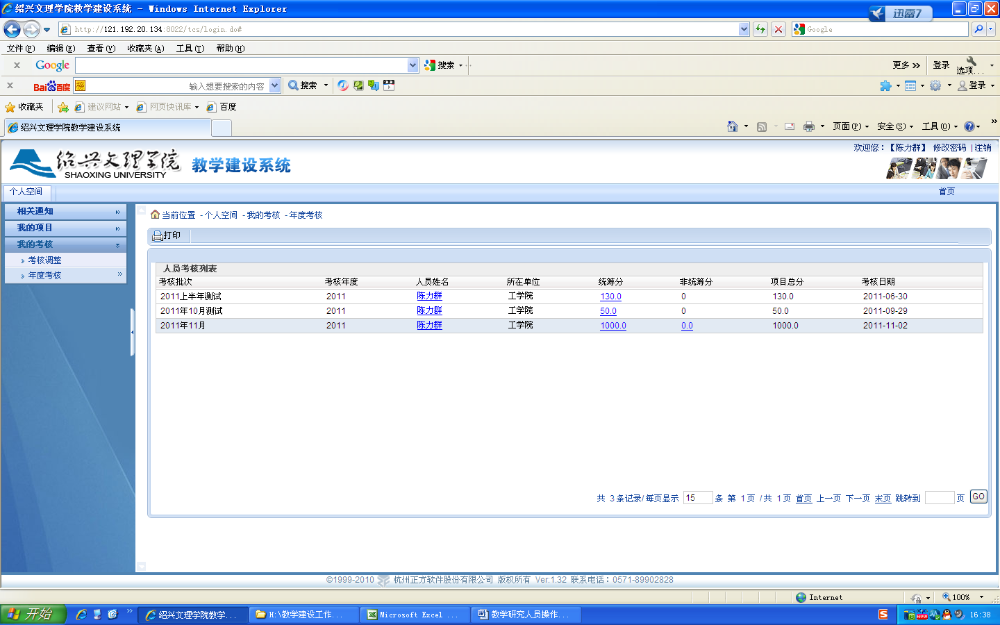 绍兴文理学院教学建设系统 - Windows Internet Explorer
迅雷7
http://121.192.20.134:8022/tcs/login.do#
Google
文件(F) 编辑(E) 查看(V) 收藏夹(A) 工具(T) 帮助(H)
x Google 搜索 更多 » 登录 选项...
x Bai百度 输入想要搜索的内容 搜索 登录
收藏夹 建议网站 网页快讯库 百度
绍兴文理学院教学建设系统 页面(P) 安全(S) 工具(O) »
欢迎您：【陈力群】 修改密码 |注销
绍兴文理学院 教学建设系统
SHAOXING UNIVERSITY
个人空间 首页
相关通知
我的项目
我的考核
考核调整
年度考核
当前位置 -个人空间 -我的考核 -年度考核
打印
人员考核列表
考核批次 考核年度 人员姓名 所在单位 统筹分 非统筹分 项目总分 考核日期
2011上半年测试 2011 陈力群 工学院 130.0 0 130.0 2011-06-30
2011年10月测试 2011 陈力群 工学院 50.0 0 50.0 2011-09-29
2011年11月 2011 陈力群 工学院 1000.0 0.0 1000.0 2011-11-02
共 3条记录/每页显示 15 条 第 1页 /共 1页 首页 上一页 下一页 末页 跳转到 页 GO
©1999-2010 杭州正方软件股份有限公司 版权所有 Ver:1.32 联系电话：0571-89902828
Internet 100%
开始 绍兴文理学院教学... H:\教学建设工作... Microsoft Excel ... 教学研究人员操作... 16:38